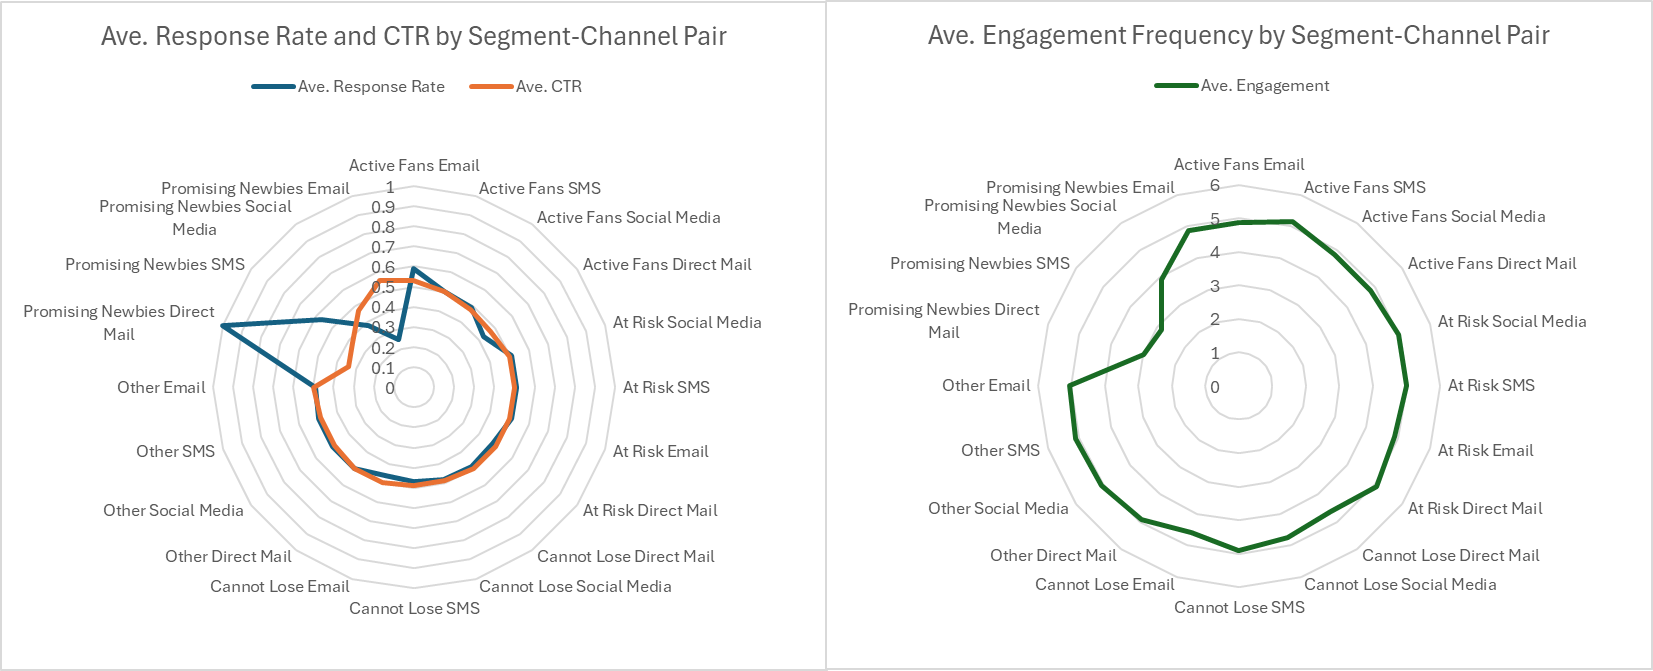 Ave. Response Rate and CTR by Segment-Channel Pair
Ave. Response Rate
Ave. CTR
Active Fans Email
Active Fans SMS
Active Fans Social Media
Active Fans Direct Mail
At Risk Social Media
At Risk SMS
At Risk Email
At Risk Direct Mail
Cannot Lose Direct Mail
Cannot Lose Social Media
Cannot Lose SMS
Cannot Lose Email
Other Direct Mail
Other Social Media
Other SMS
Other Email
Promising Newbies Direct
Mail
Promising Newbies SMS
Promising Newbies Social
Media
Promising Newbies Email
1
0.9
0.8
0.7
0.6
0.5
0.4
0.3
0.2
0.1
0
Ave. Engagement Frequency by Segment-Channel Pair
Ave. Engagement
Active Fans Email
Active Fans SMS
Active Fans Social Media
Active Fans Direct Mail
At Risk Social Media
At Risk SMS
At Risk Email
At Risk Direct Mail
Cannot Lose Direct Mail
Cannot Lose Social Media
Cannot Lose SMS
Cannot Lose Email
Other Direct Mail
Other Social Media
Other SMS
Other Email
Promising Newbies Direct
Mail
Promising Newbies SMS
Promising Newbies Social
Media
Promising Newbies Email
6
5
4
3
2
1
0